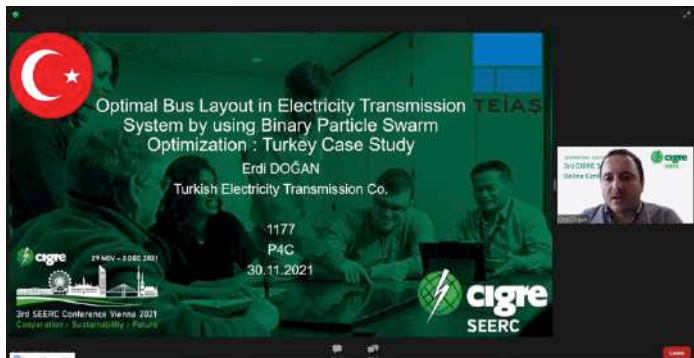 TEİAŞ
Optimal Bus Layout in Electricity Transmission
System by using Binary Particle Swarm
Optimization : Turkey Case Study
Erdi DOĞAN
Turkish Electricity Transmission Co.
1177
P4C
30.11.2021
cigre
29 NOV - 2 DEC 2021
3rd SEERC Conference Vienna 2021
Cooperation · Sustainability · Future
cigre
SEERC
3rd CIGRE
cigre
Leave